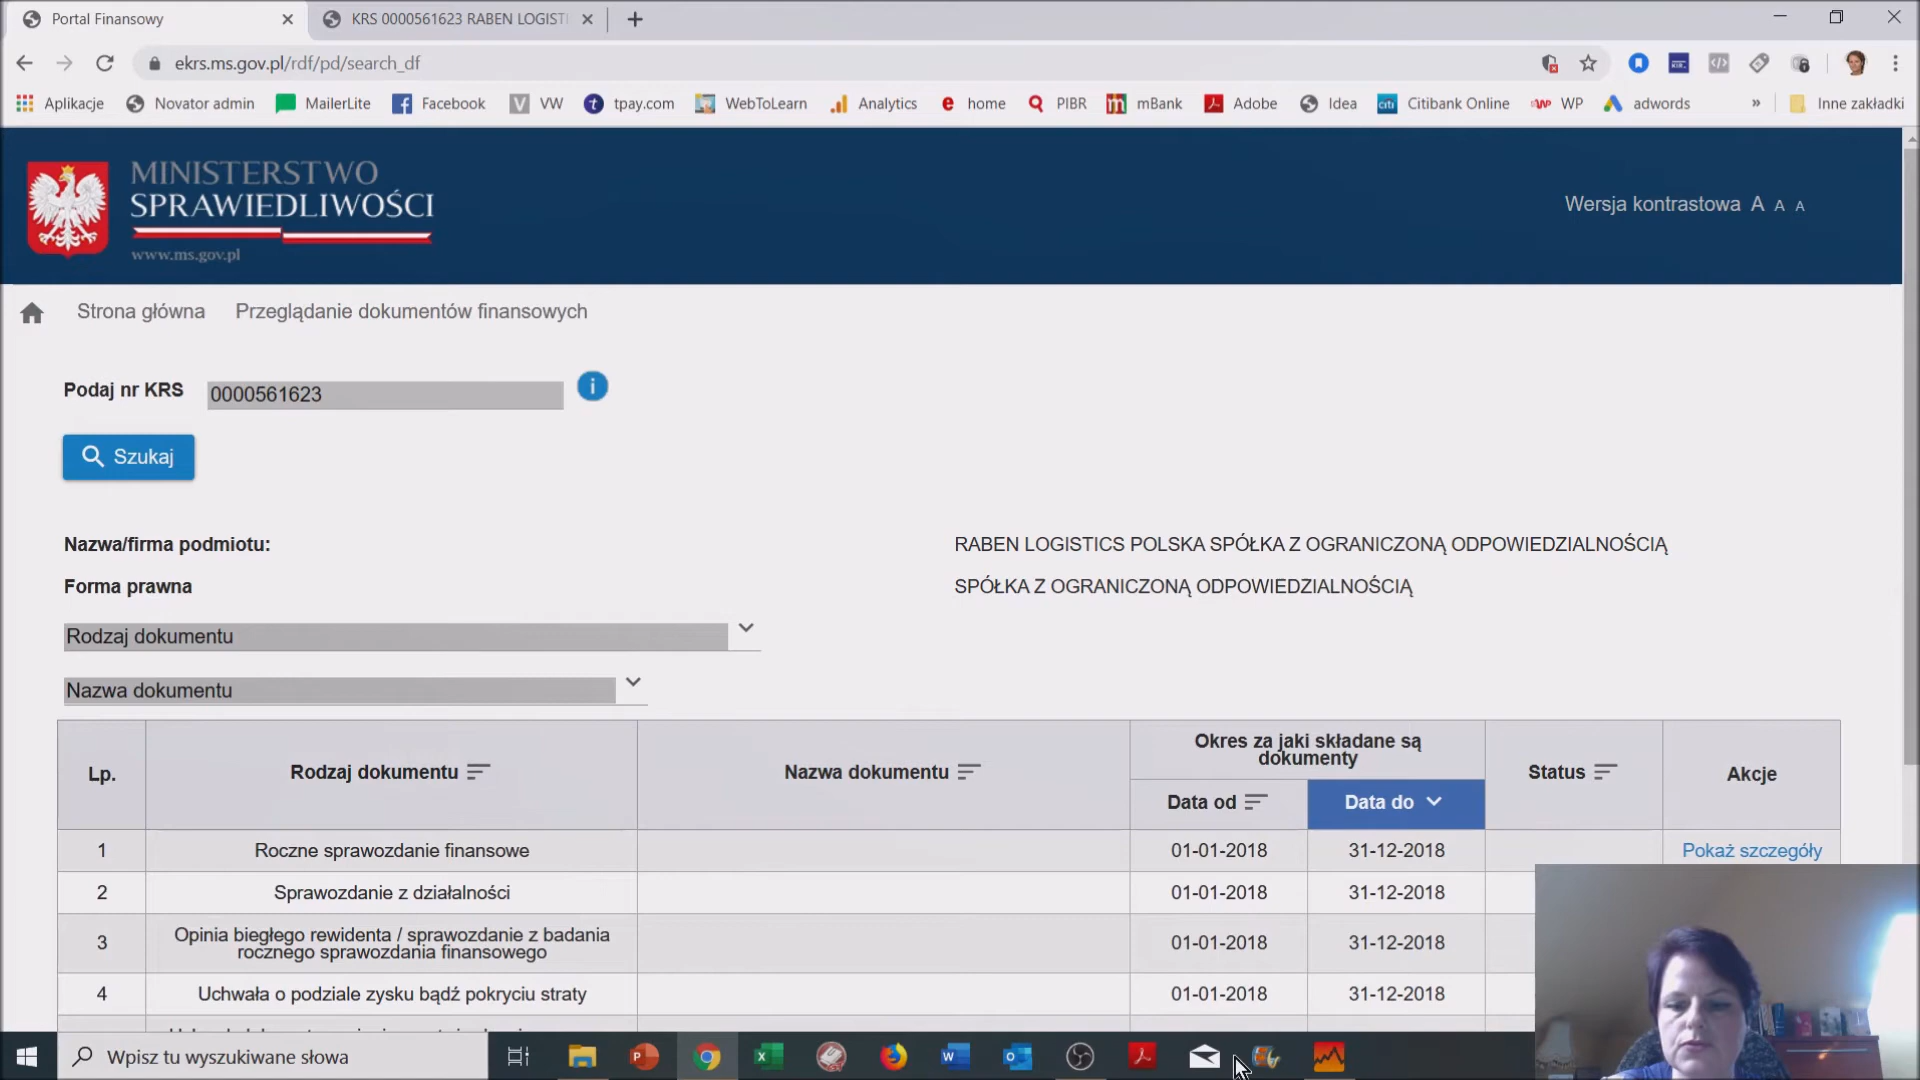 Portal Finansowy
KRS 0000561623 RABEN LOGIST
ekrs.ms.gov.pl/rdf/pd/search_df
Aplikacje
Novator admin
MailerLite
Facebook
VW
tpay.com
WebToLearn
Analytics
home
PIBR
mBank
Adobe
Idea
Citibank Online
WP
adwords
»
Inne zakładki
MINISTERSTWO
SPRAWIEDLIWOŚCI
www.ms.gov.pl
Wersja kontrastowa A A A
Strona główna
Przeglądanie dokumentów finansowych
Podaj nr KRS
0000561623
Szukaj
Nazwa/firma podmiotu:
RABEN LOGISTICS POLSKA SPÓŁKA Z OGRANICZONĄ ODPOWIEDZIALNOŚCIĄ
Forma prawna
SPÓŁKA Z OGRANICZONĄ ODPOWIEDZIALNOŚCIĄ
Rodzaj dokumentu
Nazwa dokumentu
Lp.
Rodzaj dokumentu
Nazwa dokumentu
Okres za jaki składane są
dokumenty
Data od
Data do
Status
Akcje
1 Roczne sprawozdanie finansowe 01-01-2018 31-12-2018 Pokaż szczegóły
2 Sprawozdanie z działalności 01-01-2018 31-12-2018
3 Opinia biegłego rewidenta / sprawozdanie z badania
rocznego sprawozdania finansowego 01-01-2018 31-12-2018
4 Uchwała o podziale zysku bądź pokryciu straty 01-01-2018 31-12-2018
Wpisz tu wyszukiwane słowa